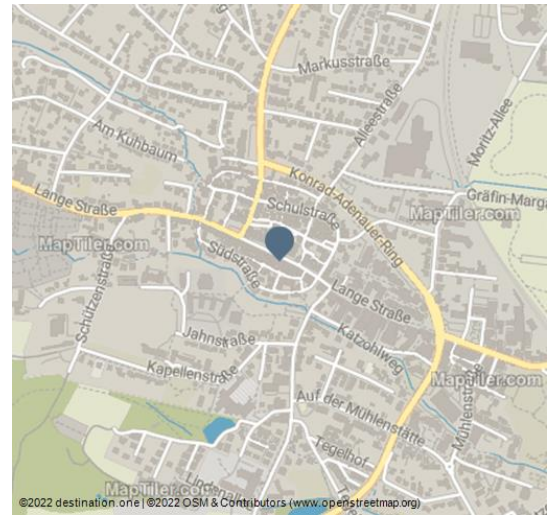 Markusstraße
Alleestraße
Moritz-Allee
Am Kuhbaum
Konrad-Adenauer-Ring
Gräfin-Marga
Lange Straße
Schulstraße
MapTiler.com
MapTiler.com
Südstraße
Schützenstraße
Lange Straße
Jahnstraße
Katzohlweg
Kapellenstraße
MapTiler.com
Auf der Mühlenstätte
Mühlenstraße
Tegelhof
MapTiler.com
©2022 destination.one | ©2022 OSM & Contributors (www.openstreetmap.org)